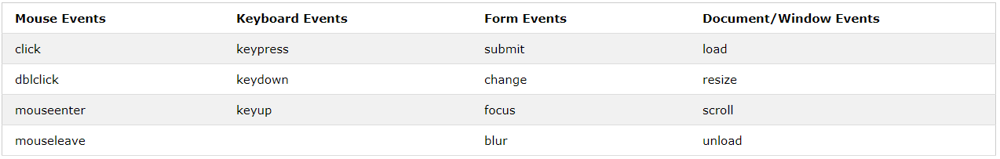 Mouse Events Keyboard Events Form Events Document/Window Events
click keypress submit load
dblclick keydown change resize
mouseenter keyup focus scroll
mouseleave blur unload